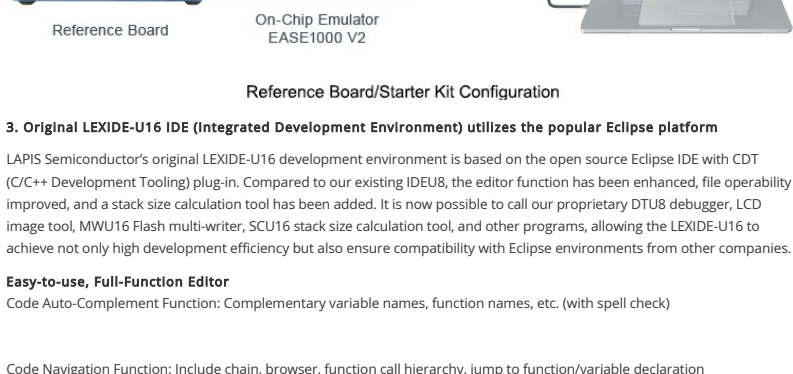 Reference Board
On-Chip Emulator
EASE1000 V2
Reference Board/Starter Kit Configuration
3. Original LEXIDE-U16 IDE (Integrated Development Environment) utilizes the popular Eclipse platform
LAPIS Semiconductor’s original LEXIDE-U16 development environment is based on the open source Eclipse IDE with CDT
(C/C++ Development Tooling) plug-in. Compared to our existing IDEU8, the editor function has been enhanced, file operability
improved, and a stack size calculation tool has been added. It is now possible to call our proprietary DTU8 debugger, LCD
image tool, MWU16 Flash multi-writer, SCU16 stack size calculation tool, and other programs, allowing the LEXIDE-U16 to
achieve not only high development efficiency but also ensure compatibility with Eclipse environments from other companies.
Easy-to-use, Full-Function Editor
Code Auto-Complement Function: Complementary variable names, function names, etc. (with spell check)
Code Navigation Function: Include chain, browser, function call hierarchy, jump to function/variable declaration